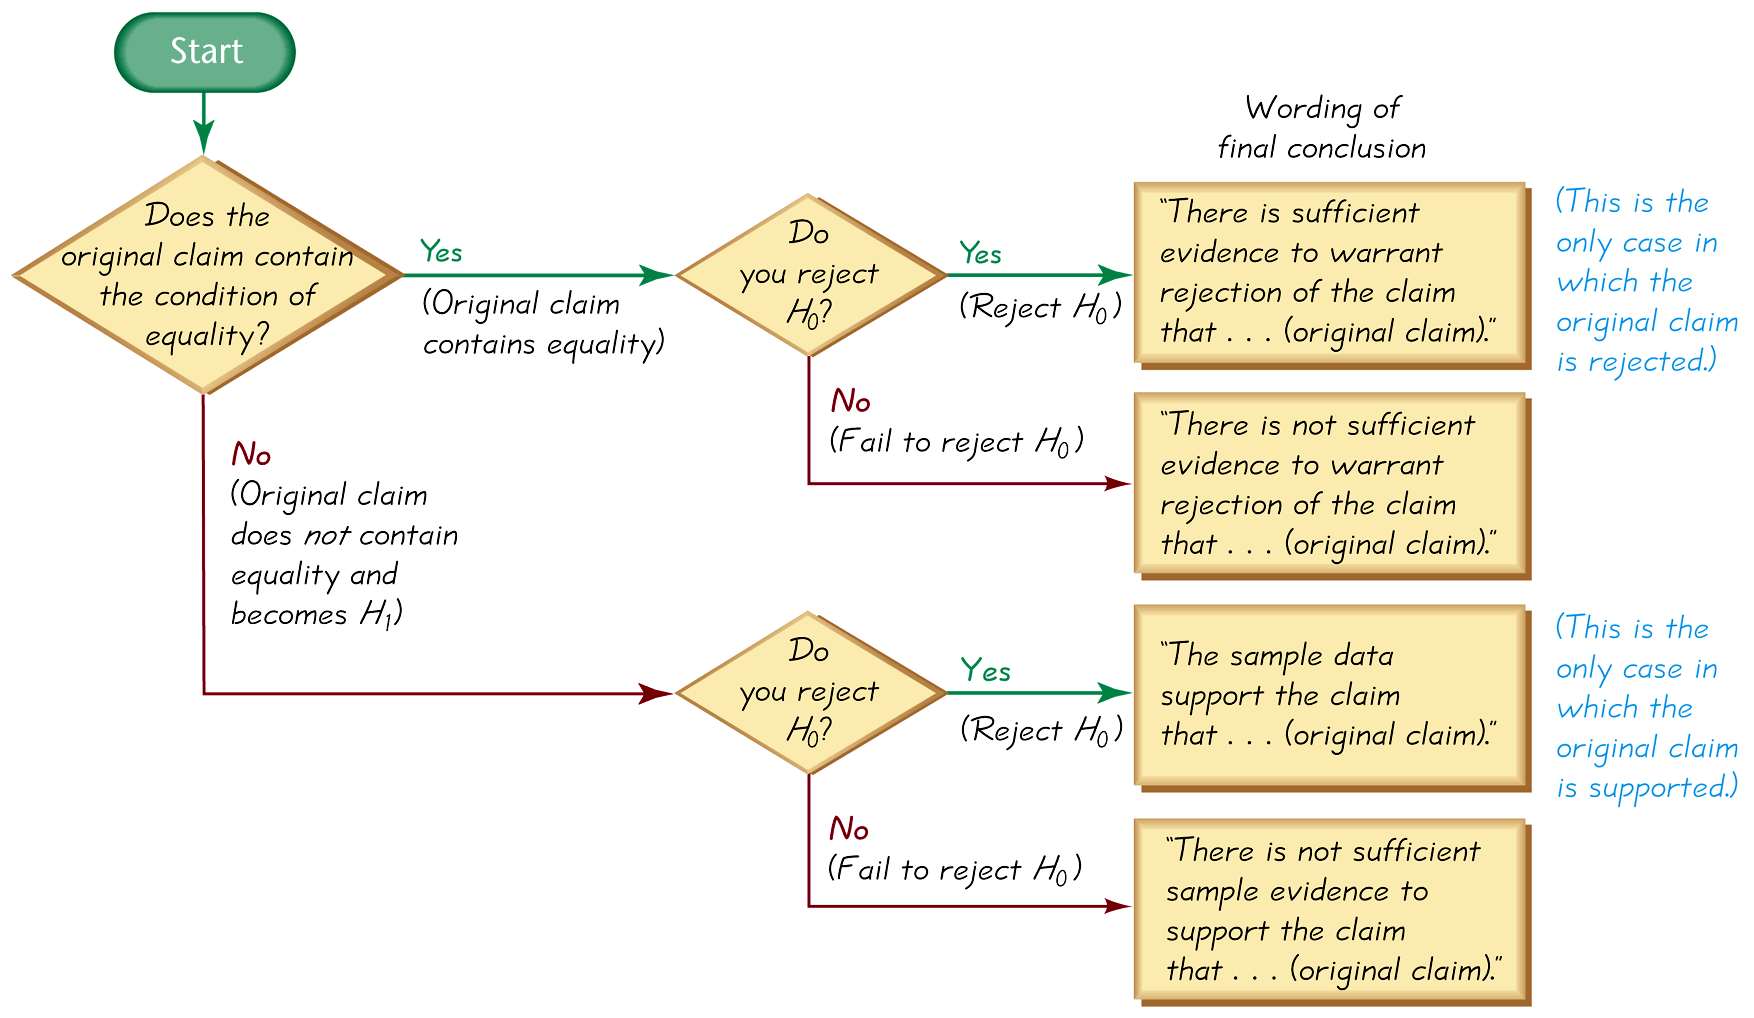 Start
Does the
original claim contain
the condition of
equality?
Yes
(Original claim
contains equality)
Do
you reject
H0?
Yes
(Reject H0)
Wording of
final conclusion
“There is sufficient
evidence to warrant
rejection of the claim
that . . . (original claim).”
(This is the
only case in
which the
original claim
is rejected.)
No
(Fail to reject H0)
“There is not sufficient
evidence to warrant
rejection of the claim
that . . . (original claim).”
No
(Original claim
does not contain
equality and
becomes H1)
Do
you reject
H0?
Yes
(Reject H0)
“The sample data
support the claim
that . . . (original claim).”
(This is the
only case in
which the
original claim
is supported.)
No
(Fail to reject H0)
“There is not sufficient
sample evidence to
support the claim
that . . . (original claim).”